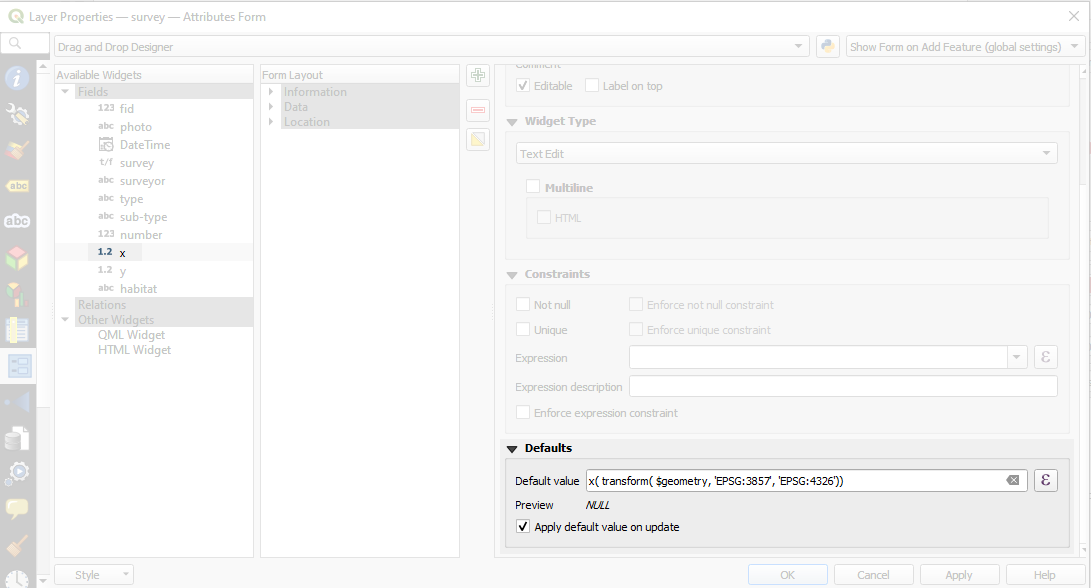 Layer Properties — survey — Attributes Form
Drag and Drop Designer
Show Form on Add Feature (global settings)
Available Widgets
Fields
123 fid
abc photo
DateTime
t/f survey
abc surveyor
abc type
abc sub-type
123 number
1.2 x
1.2 y
abc habitat
Relations
Other Widgets
QML Widget
HTML Widget
Form Layout
Information
Data
Location
Comment
Editable
Label on top
Widget Type
Text Edit
Multiline
HTML
Constraints
Not null
Enforce not null constraint
Unique
Enforce unique constraint
Expression
ε
Expression description
Enforce expression constraint
Defaults
Default value
x( transform( $geometry, 'EPSG:3857', 'EPSG:4326'))
ε
Preview
NULL
Apply default value on update
abc
abc
Style
OK
Cancel
Apply
Help